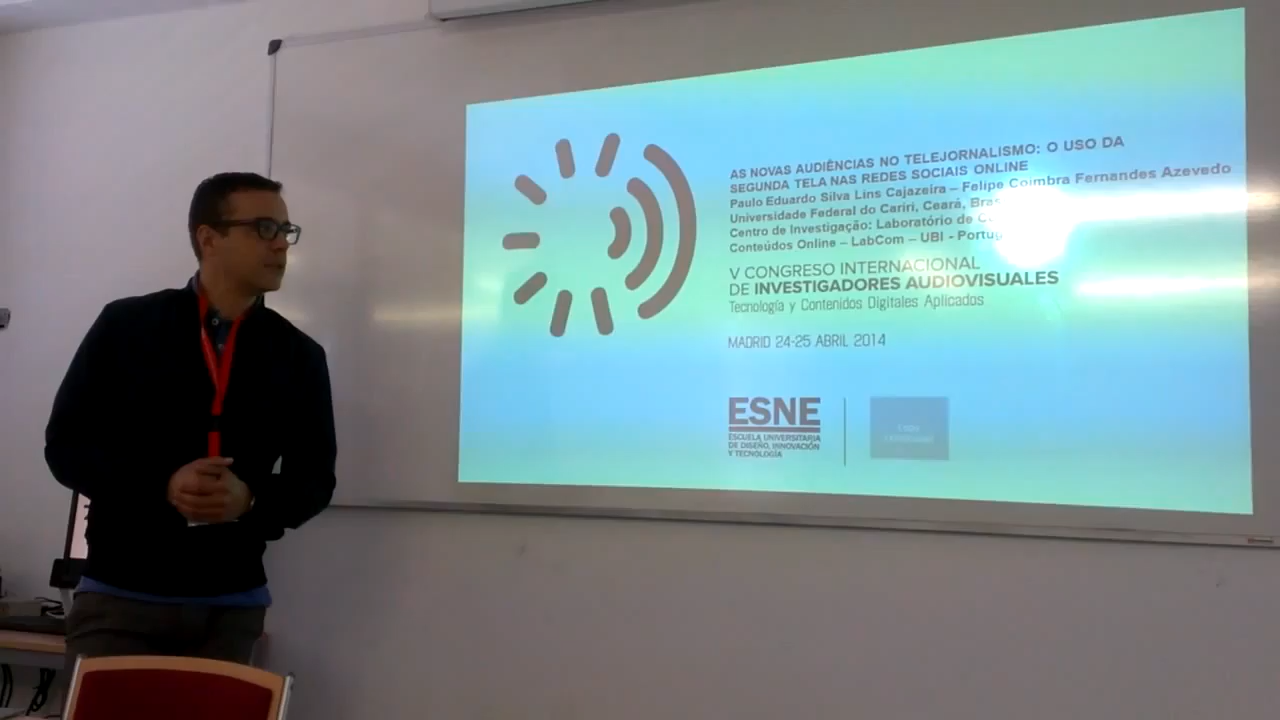 AS NOVAS AUDIÊNCIAS NO TELEJORNALISMO: O USO DA
SEGUNDA TELA NAS REDES SOCIAIS ONLINE
Paulo Eduardo Silva Lins Cajazeira – Felipe Coimbra Fernandes Azevedo
Universidade Federal do Cariri, Ceará,
Centro de Investigação: Laboratório de
Conteúdos Online – LabCom – UBI -
V CONGRESO INTERNACIONAL
DE INVESTIGADORES AUDIOVISUALES
Tecnología y Contenidos Digitales Aplicados
MADRID 24-25 ABRIL 2014
ESNE
ESCUELA UNIVERSITARIA
DE DISEÑO, INNOVACIÓN
Y TECNOLOGÍA